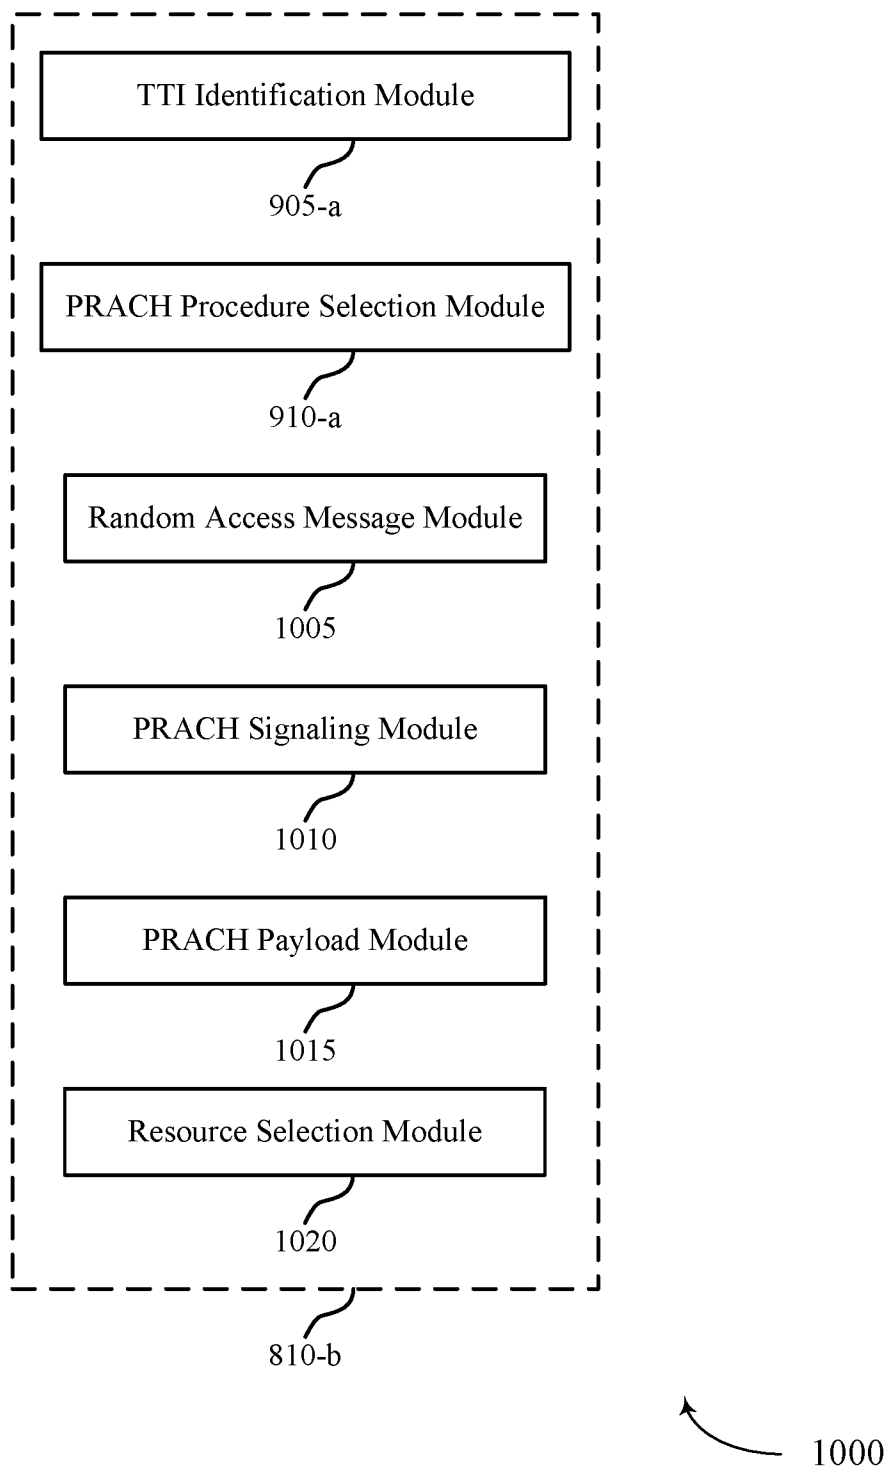 TTI Identification Module
905-a
PRACH Procedure Selection Module
910-a
Random Access Message Module
1005
PRACH Signaling Module
1010
PRACH Payload Module
1015
Resource Selection Module
1020
810-b
1000